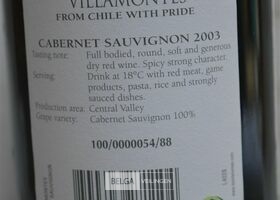 VILLAMONTES
FROM CHILE WITH PRIDE
CABERNET SAUVIGNON 2003
Tasting note: Full bodied, round, soft and generous
dry red wine. Spicy strong character.
Serving: Drink at 18°C with red meat, game
products, pasta, rice and strongly
sauced dishes.
Production area: Central Valley
Grape variety: Cabernet Sauvignon 100%
100/0000054/88
BELGA